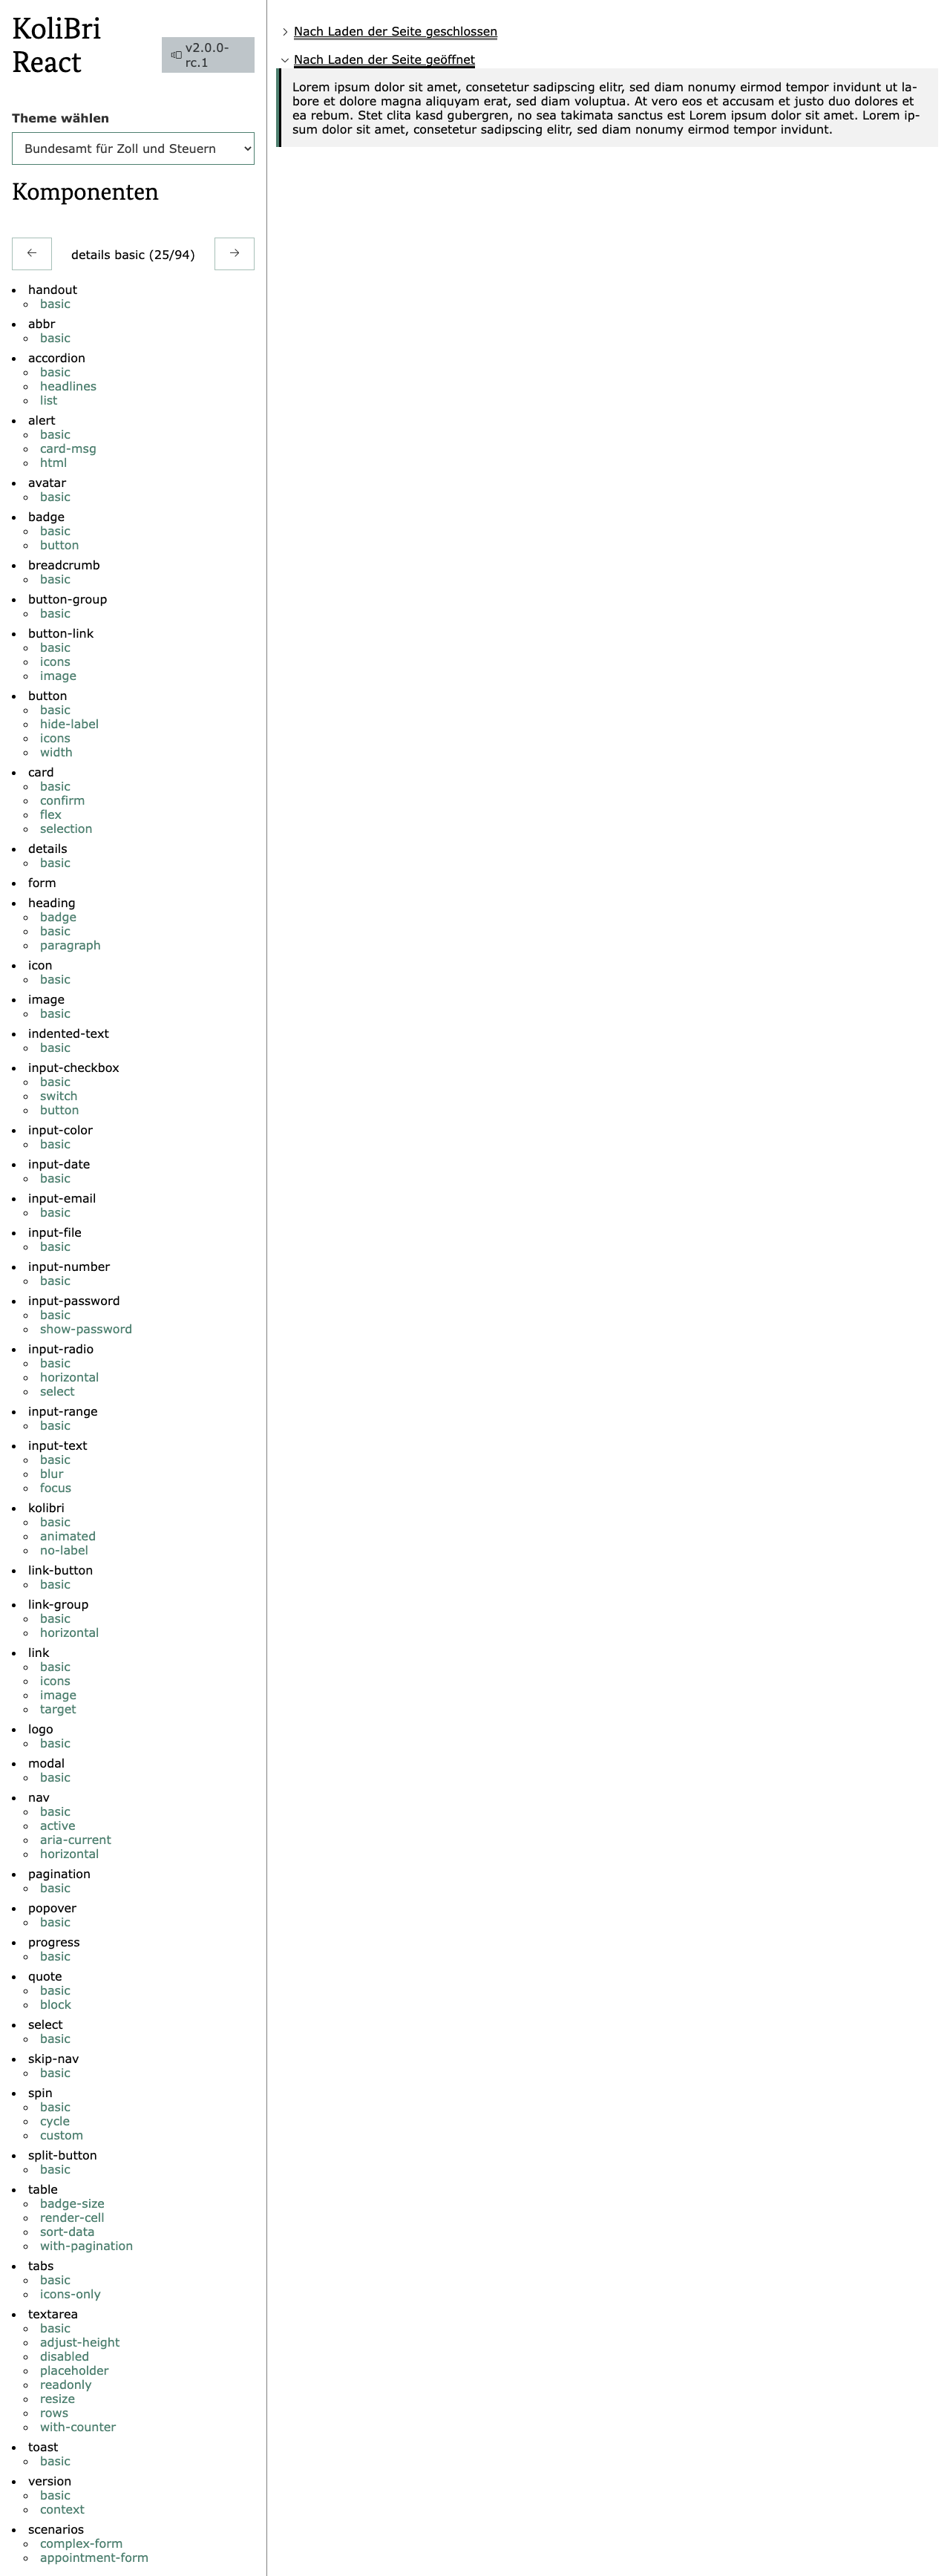 KoliBri
React
v2.0.0-
rc.1
Theme wählen
Bundesamt für Zoll und Steuern
Komponenten
← details basic (25/94) →
handout
basic
abbr
basic
accordion
basic
headlines
list
alert
basic
card-msg
html
avatar
basic
badge
basic
button
breadcrumb
basic
button-group
basic
button-link
basic
icons
image
button
basic
hide-label
icons
width
card
basic
confirm
flex
selection
details
basic
form
heading
badge
basic
paragraph
icon
basic
image
basic
indented-text
basic
input-checkbox
basic
switch
button
input-color
basic
input-date
basic
input-email
basic
input-file
basic
input-number
basic
input-password
basic
show-password
input-radio
basic
horizontal
select
input-range
basic
input-text
basic
blur
focus
kolibri
basic
animated
no-label
link-button
basic
link-group
basic
horizontal
link
basic
icons
image
target
logo
basic
modal
basic
nav
basic
active
aria-current
horizontal
pagination
basic
popover
basic
progress
basic
quote
basic
block
select
basic
skip-nav
basic
spin
basic
cycle
custom
split-button
basic
table
badge-size
render-cell
sort-data
with-pagination
tabs
basic
icons-only
textarea
basic
adjust-height
disabled
placeholder
readonly
resize
rows
with-counter
toast
basic
version
basic
context
scenarios
complex-form
appointment-form
Nach Laden der Seite geschlossen
Nach Laden der Seite geöffnet
Lorem ipsum dolor sit amet, consetetur sadipscing elitr, sed diam nonumy eirmod tempor invidunt ut la-
bore et dolore magna aliquyam erat, sed diam voluptua. At vero eos et accusam et justo duo dolores et
ea rebum. Stet clita kasd gubergren, no sea takimata sanctus est Lorem ipsum dolor sit amet. Lorem ip-
sum dolor sit amet, consetetur sadipscing elitr, sed diam nonumy eirmod tempor invidunt.